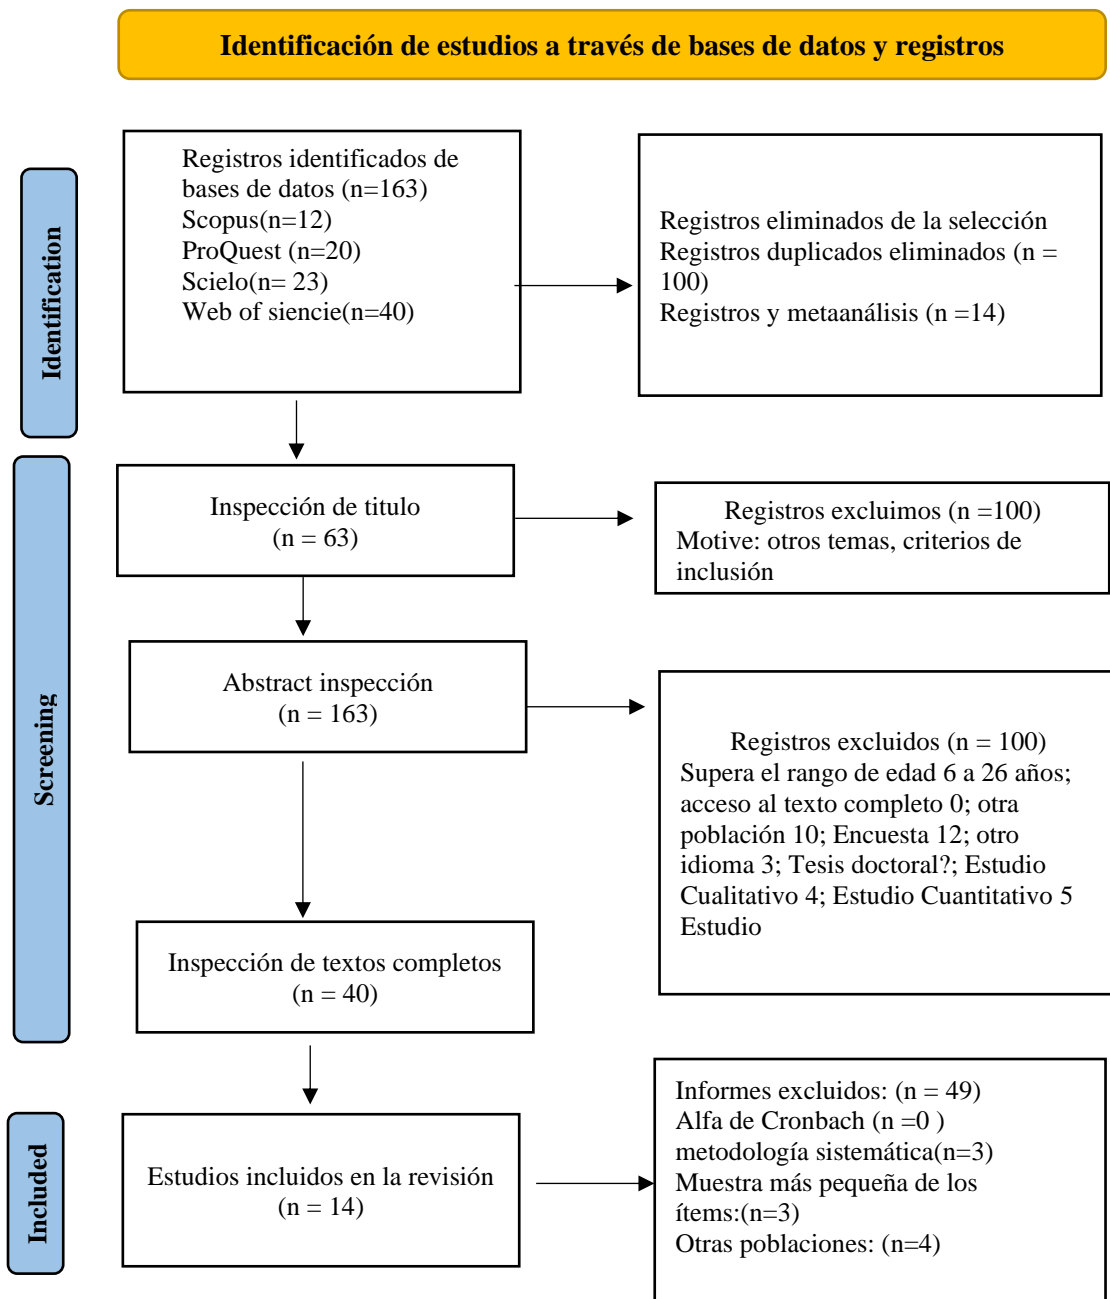 Identificación de estudios a través de bases de datos y registros
Identification
Registros identificados de
bases de datos (n=163)
Scopus(n=12)
ProQuest (n=20)
Scielo(n= 23)
Web of siencie(n=40)
Registros eliminados de la selección
Registros duplicados eliminados (n =
100)
Registros y metaanálisis (n =14)
Screening
Inspección de titulo
(n = 63)
Registros excluimos (n =100)
Motive: otros temas, criterios de
inclusión
Abstract inspección
(n = 163)
Registros excluidos (n = 100)
Supera el rango de edad 6 a 26 años;
acceso al texto completo 0; otra
población 10; Encuesta 12; otro
idioma 3; Tesis doctoral?; Estudio
Cualitativo 4; Estudio Cuantitativo 5
Estudio
Inspección de textos completos
(n = 40)
Included
Estudios incluidos en la revisión
(n = 14)
Informes excluidos: (n = 49)
Alfa de Cronbach (n =0 )
metodología sistemática(n=3)
Muestra más pequeña de los
ítems:(n=3)
Otras poblaciones: (n=4)